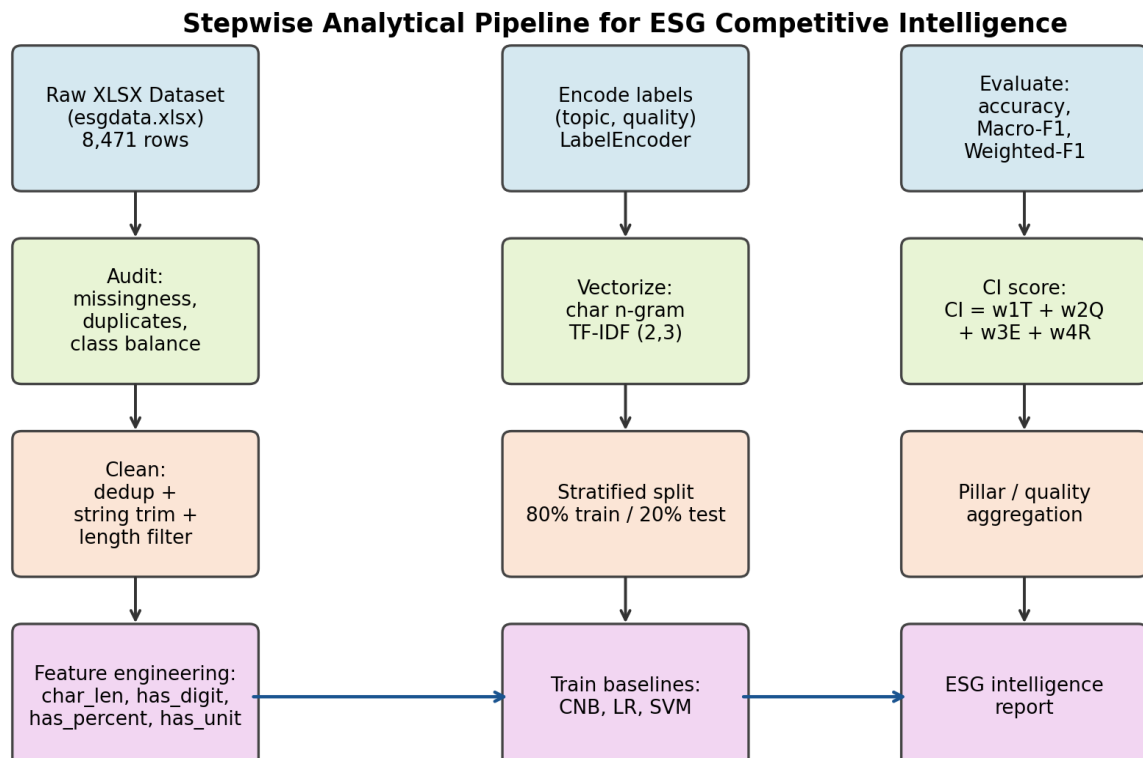 Stepwise Analytical Pipeline for ESG Competitive Intelligence
Raw XLSX Dataset
(esgdata.xlsx)
8,471 rows
Audit:
missingness,
duplicates,
class balance
Clean:
dedup +
string trim +
length filter
Feature engineering:
char_len, has_digit,
has_percent, has_unit
Encode labels
(topic, quality)
LabelEncoder
Vectorize:
char n-gram
TF-IDF (2,3)
Stratified split
80% train / 20% test
Train baselines:
CNB, LR, SVM
Evaluate:
accuracy,
Macro-F1,
Weighted-F1
CI score:
CI = w1T + w2Q
+ w3E + w4R
Pillar / quality
aggregation
ESG intelligence
report